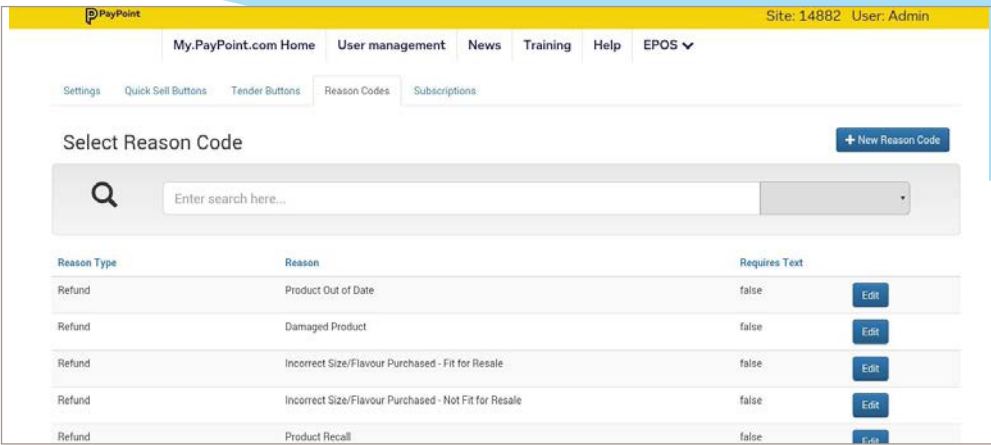 PayPoint Site: 14882 User: Admin
My.PayPoint.com Home User management News Training Help EPOS
Settings Quick Sell Buttons Tender Buttons Reason Codes Subscriptions
Select Reason Code + New Reason Code
Enter search here...
Reason Type Reason Requires Text
Refund Product Out of Date false Edit
Refund Damaged Product false Edit
Refund Incorrect Size/Flavour Purchased - Fit for Resale false Edit
Refund Incorrect Size/Flavour Purchased - Not Fit for Resale false Edit
Refund Product Recall false Edit